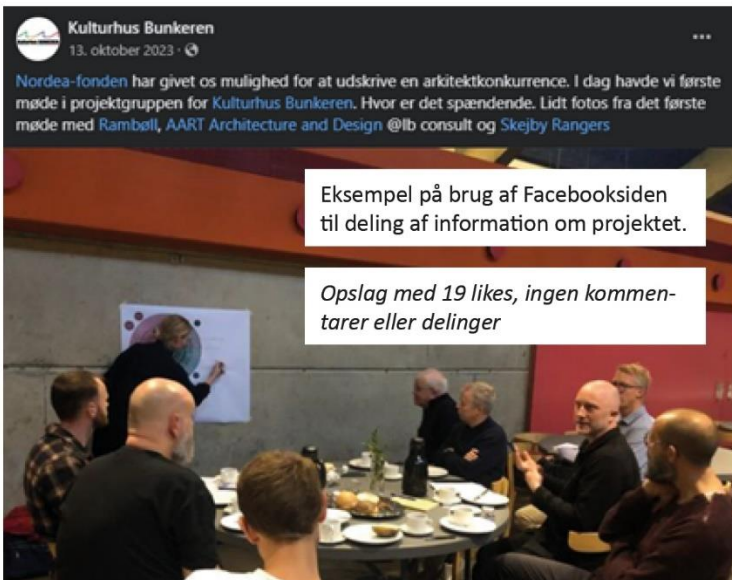 Kulturhus Bunkeren
13. oktober 2023 ·
Nordea-fonden har givet os mulighed for at udskrive en arkitektkonkurrence. I dag havde vi første
møde i projektgruppen for Kulturhus Bunkeren. Hvor er det spændende. Lidt fotos fra det første
møde med Rambøll, AART Architecture and Design @lb consult og Skejby Rangers
Eksempel på brug af Facebooksiden
til deling af information om projektet.
Opslag med 19 likes, ingen kommen-
tarer eller delinger